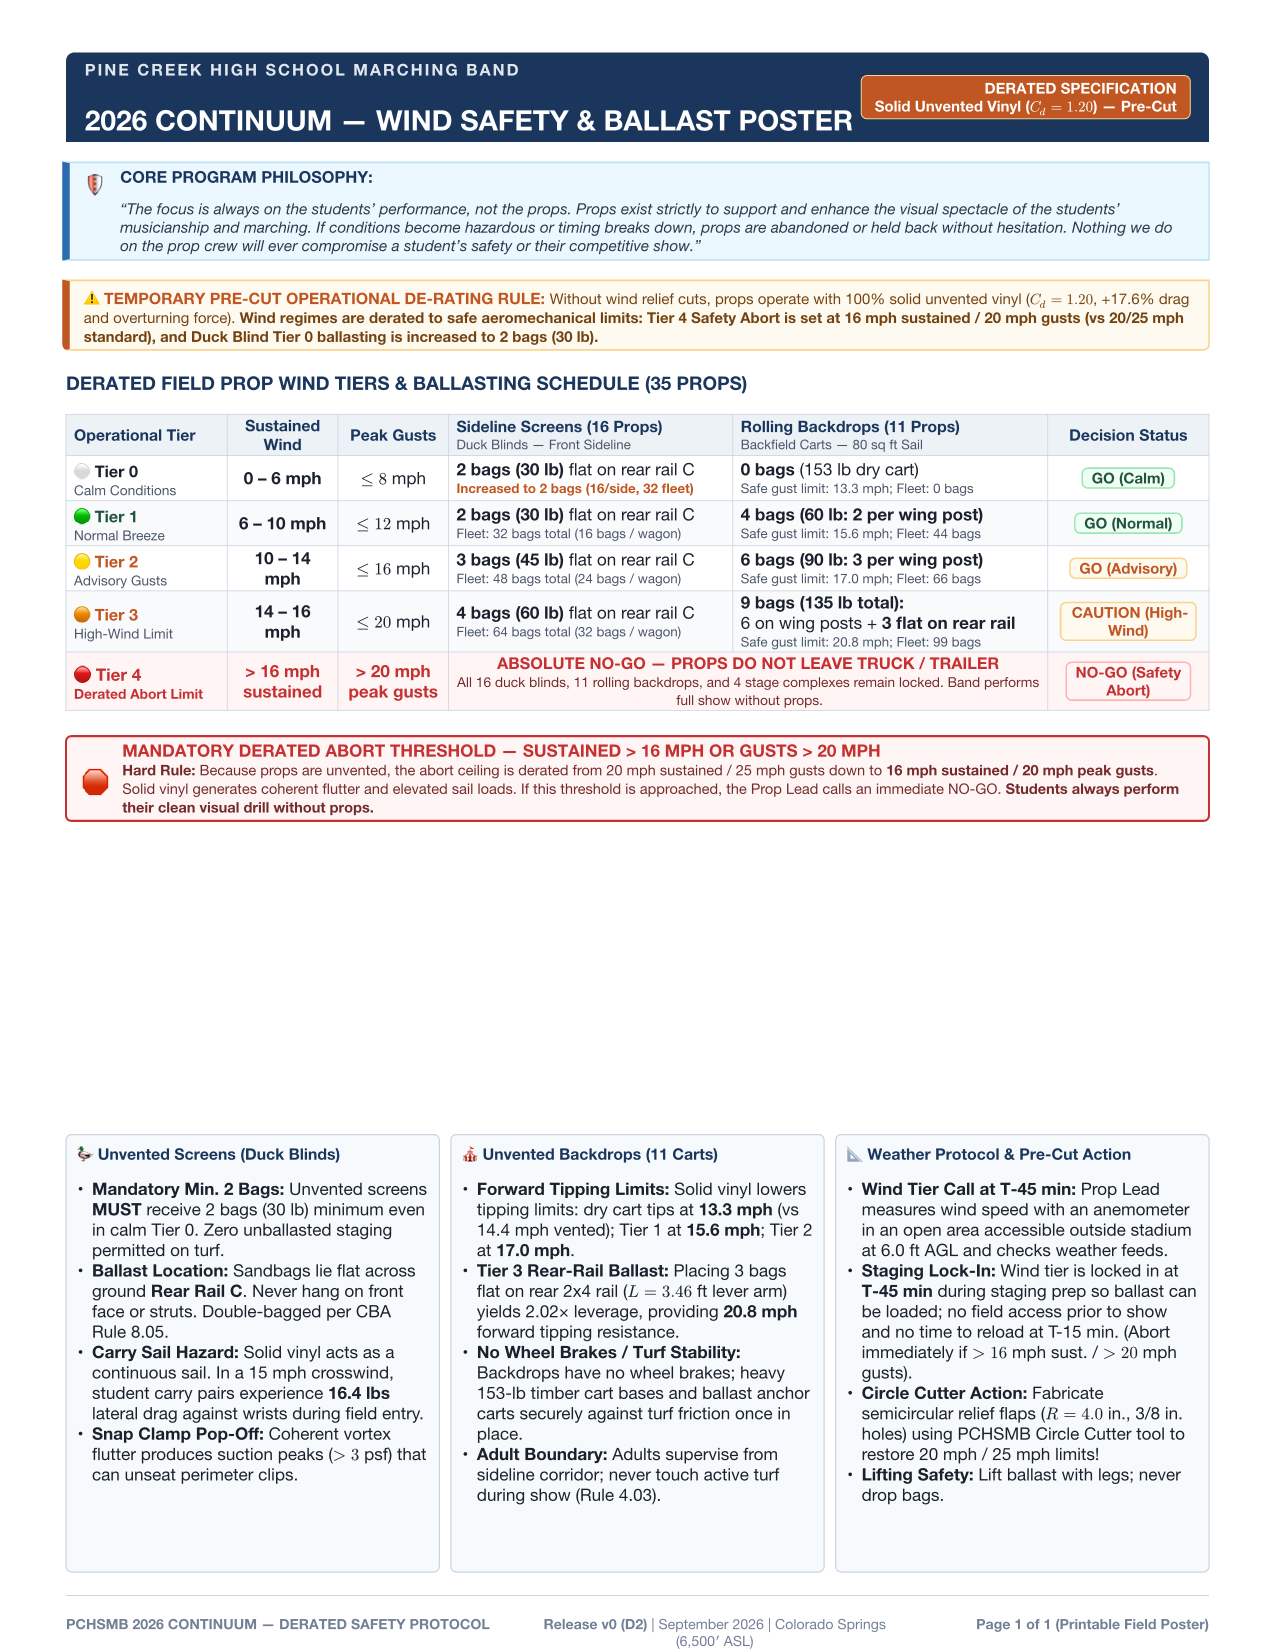 PINE CREEK HIGH SCHOOL MARCHING BAND
2026 CONTINUUM — WIND SAFETY & BALLAST POSTER
DERATED SPECIFICATION
Solid Unvented Vinyl (C_d = 1.20) — Pre-Cut
CORE PROGRAM PHILOSOPHY:
“The focus is always on the students’ performance, not the props. Props exist strictly to support and enhance the visual spectacle of the students’
musicianship and marching. If conditions become hazardous or timing breaks down, props are abandoned or held back without hesitation. Nothing we do
on the prop crew will ever compromise a student’s safety or their competitive show.”
⚠️ TEMPORARY PRE-CUT OPERATIONAL DE-RATING RULE: Without wind relief cuts, props operate with 100% solid unvented vinyl (C_d = 1.20, +17.6% drag
and overturning force). Wind regimes are derated to safe aeromechanical limits: Tier 4 Safety Abort is set at 16 mph sustained / 20 mph gusts (vs 20/25 mph
standard), and Duck Blind Tier 0 ballasting is increased to 2 bags (30 lb).
DERATED FIELD PROP WIND TIERS & BALLASTING SCHEDULE (35 PROPS)
Operational Tier
Sustained
Wind
Peak Gusts
Sideline Screens (16 Props)
Duck Blinds — Front Sideline
Rolling Backdrops (11 Props)
Backfield Carts — 80 sq ft Sail
Decision Status
Tier 0
Calm Conditions
0 – 6 mph
≤ 8 mph
2 bags (30 lb) flat on rear rail C
Increased to 2 bags (16/side, 32 fleet)
0 bags (153 lb dry cart)
Safe gust limit: 13.3 mph; Fleet: 0 bags
GO (Calm)
Tier 1
Normal Breeze
6 – 10 mph
≤ 12 mph
2 bags (30 lb) flat on rear rail C
Fleet: 32 bags total (16 bags / wagon)
4 bags (60 lb: 2 per wing post)
Safe gust limit: 15.6 mph; Fleet: 44 bags
GO (Normal)
Tier 2
Advisory Gusts
10 – 14
mph
≤ 16 mph
3 bags (45 lb) flat on rear rail C
Fleet: 48 bags total (24 bags / wagon)
6 bags (90 lb: 3 per wing post)
Safe gust limit: 17.0 mph; Fleet: 66 bags
GO (Advisory)
Tier 3
High-Wind Limit
14 – 16
mph
≤ 20 mph
4 bags (60 lb) flat on rear rail C
Fleet: 64 bags total (32 bags / wagon)
9 bags (135 lb total):
6 on wing posts + 3 flat on rear rail
Safe gust limit: 20.8 mph; Fleet: 99 bags
CAUTION (High-
Wind)
Tier 4
Derated Abort Limit
> 16 mph
sustained
> 20 mph
peak gusts
ABSOLUTE NO-GO — PROPS DO NOT LEAVE TRUCK / TRAILER
All 16 duck blinds, 11 rolling backdrops, and 4 stage complexes remain locked. Band performs
full show without props.
NO-GO (Safety
Abort)
MANDATORY DERATED ABORT THRESHOLD — SUSTAINED > 16 MPH OR GUSTS > 20 MPH
Hard Rule: Because props are unvented, the abort ceiling is derated from 20 mph sustained / 25 mph gusts down to 16 mph sustained / 20 mph peak gusts.
Solid vinyl generates coherent flutter and elevated sail loads. If this threshold is approached, the Prop Lead calls an immediate NO-GO. Students always perform
their clean visual drill without props.
Unvented Screens (Duck Blinds)
• Mandatory Min. 2 Bags: Unvented screens
MUST receive 2 bags (30 lb) minimum even
in calm Tier 0. Zero unballasted staging
permitted on turf.
• Ballast Location: Sandbags lie flat across
ground Rear Rail C. Never hang on front
face or struts. Double-bagged per CBA
Rule 8.05.
• Carry Sail Hazard: Solid vinyl acts as a
continuous sail. In a 15 mph crosswind,
student carry pairs experience 16.4 lbs
lateral drag against wrists during field entry.
• Snap Clamp Pop-Off: Coherent vortex
flutter produces suction peaks (> 3 psf) that
can unseat perimeter clips.
Unvented Backdrops (11 Carts)
• Forward Tipping Limits: Solid vinyl lowers
tipping limits: dry cart tips at 13.3 mph (vs
14.4 mph vented); Tier 1 at 15.6 mph; Tier 2
at 17.0 mph.
• Tier 3 Rear-Rail Ballast: Placing 3 bags
flat on rear 2x4 rail (L = 3.46 ft lever arm)
yields 2.02× leverage, providing 20.8 mph
forward tipping resistance.
• No Wheel Brakes / Turf Stability:
Backdrops have no wheel brakes; heavy
153-lb timber cart bases and ballast anchor
carts securely against turf friction once in
place.
• Adult Boundary: Adults supervise from
sideline corridor; never touch active turf
during show (Rule 4.03).
Weather Protocol & Pre-Cut Action
• Wind Tier Call at T-45 min: Prop Lead
measures wind speed with an anemometer
in an open area accessible outside stadium
at 6.0 ft AGL and checks weather feeds.
• Staging Lock-In: Wind tier is locked in at
T-45 min during staging prep so ballast can
be loaded; no field access prior to show
and no time to reload at T-15 min. (Abort
immediately if > 16 mph sust. / > 20 mph
gusts).
• Circle Cutter Action: Fabricate
semicircular relief flaps (R = 4.0 in., 3/8 in.
holes) using PCHSMB Circle Cutter tool to
restore 20 mph / 25 mph limits!
• Lifting Safety: Lift ballast with legs; never
drop bags.
PCHSMB 2026 CONTINUUM — DERATED SAFETY PROTOCOL
Release v0 (D2) | September 2026 | Colorado Springs
(6,500′ ASL)
Page 1 of 1 (Printable Field Poster)